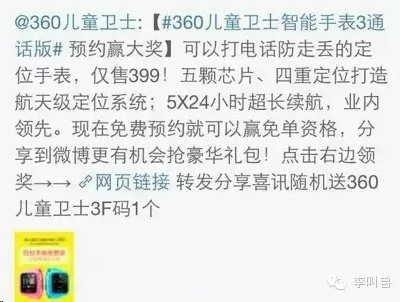 @360儿童卫士:【#360儿童卫士智能手表3通
话版# 预约赢大奖】可以打电话防走丢的定
位手表，仅售399！五颗芯片、四重定位打造
航天级定位系统；5X24小时超长续航，业内
领先。现在免费预约就可以赢免单资格，分
享到微博更有机会抢豪华礼包！点击右边领
奖→→ 网页链接 转发分享喜讯随机送360
儿童卫士3F码1个
李叫兽